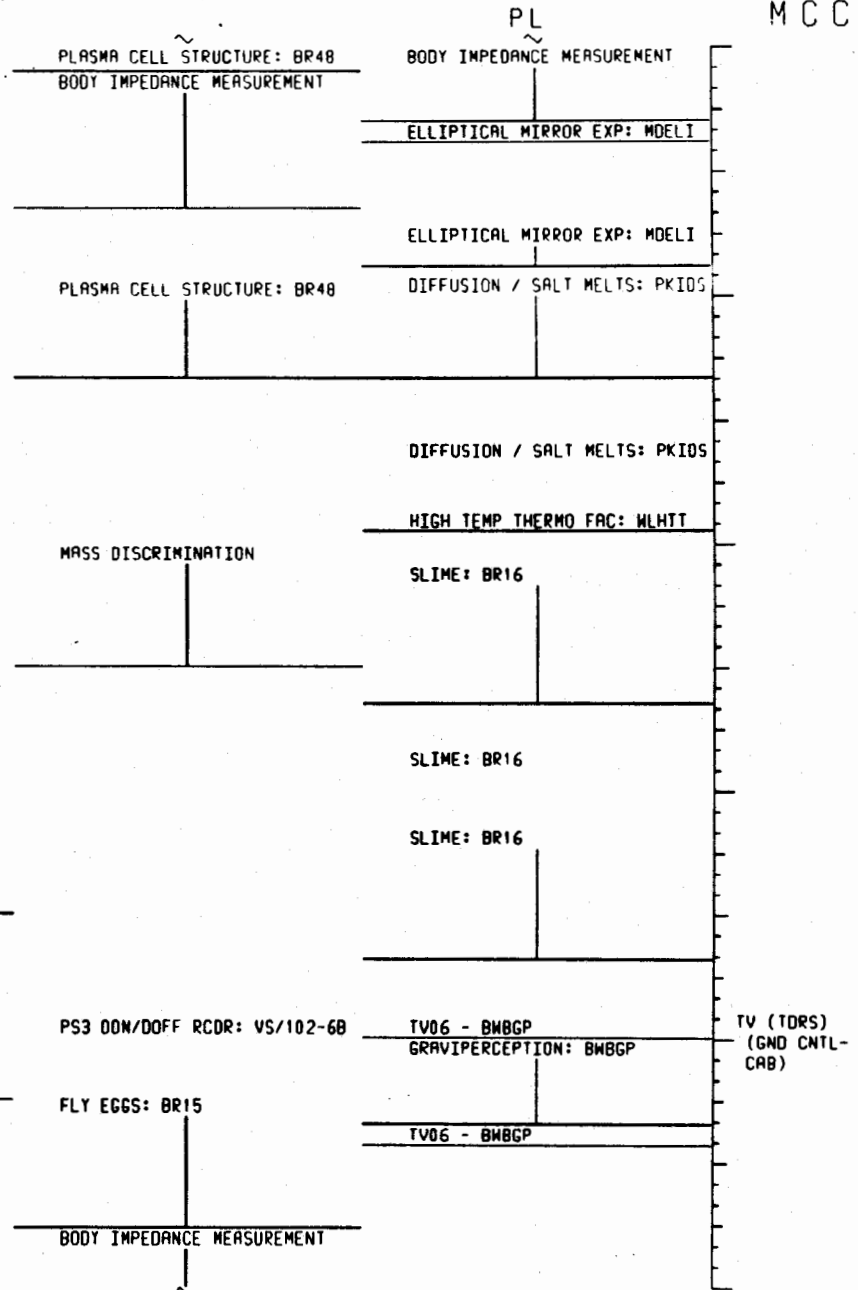 PL
MCC
PLASMA CELL STRUCTURE: BR48
BODY IMPEDANCE MEASUREMENT
BODY IMPEDANCE MEASUREMENT
ELLIPTICAL MIRROR EXP: MDELI
ELLIPTICAL MIRROR EXP: MDELI
PLASMA CELL STRUCTURE: BR48
DIFFUSION / SALT MELTS: PKIDS
DIFFUSION / SALT MELTS: PKIDS
HIGH TEMP THERMO FAC: WLHTT
MASS DISCRIMINATION
SLIME: BR16
SLIME: BR16
SLIME: BR16
PS3 DON/DOFF RCDR: VS/102-6B
TV06 - BWBGP
TV (TDRS)
(GND CNTL-
CAB)
GRAVIPERCEPTION: BWBGP
FLY EGGS: BR15
TV06 - BWBGP
BODY IMPEDANCE MEASUREMENT